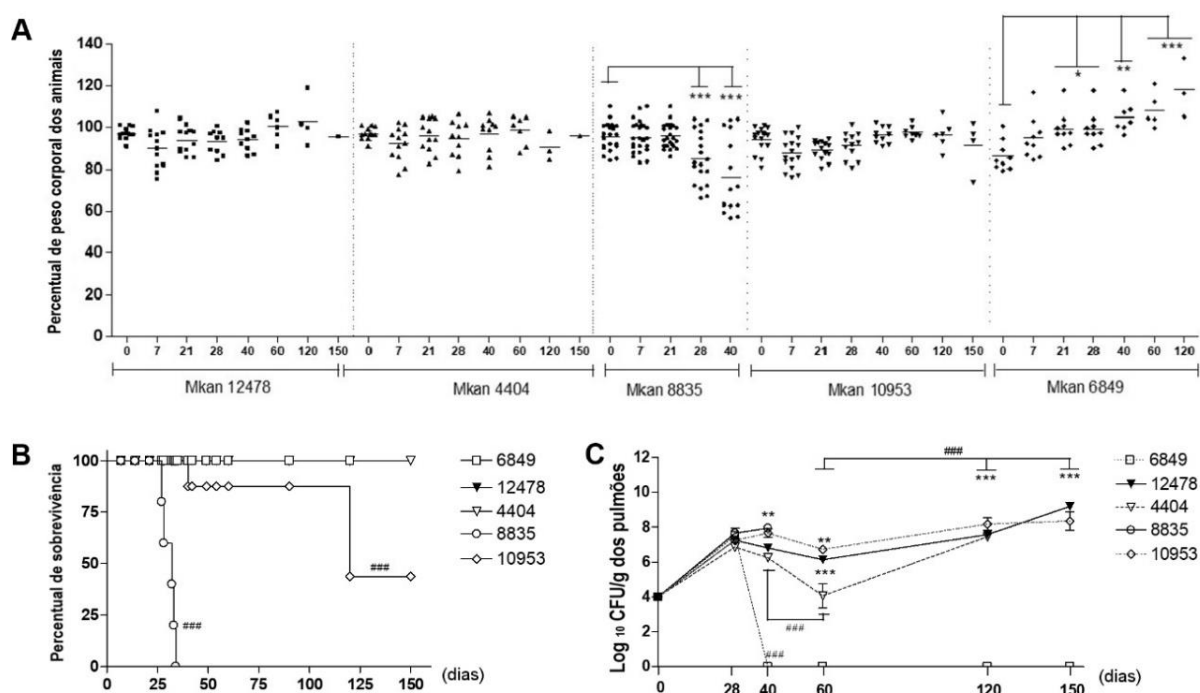 A
Percentual de peso corporal dos animais
140
120
100
80
60
40
20
0
*** ***
* ** ***
0 7 21 28 40 60 120 150
0 7 21 28 40 60 120 150
0 7 21 28 40
0 7 21 28 40 60 120 150
0 7 21 28 40 60 120
Mkan 12478
Mkan 4404
Mkan 8835
Mkan 10953
Mkan 6849
B
Percentual de sobrevivência
100
75
50
25
0
###
###
0 25 50 75 100 125 150 (dias)
6849
12478
4404
8835
10953
C
Log 10 CFU/g dos pulmões
12
10
8
6
4
2
0
###
** ** *** *** ***
###
###
0 28 40 60 120 150 (dias)
6849
12478
4404
8835
10953